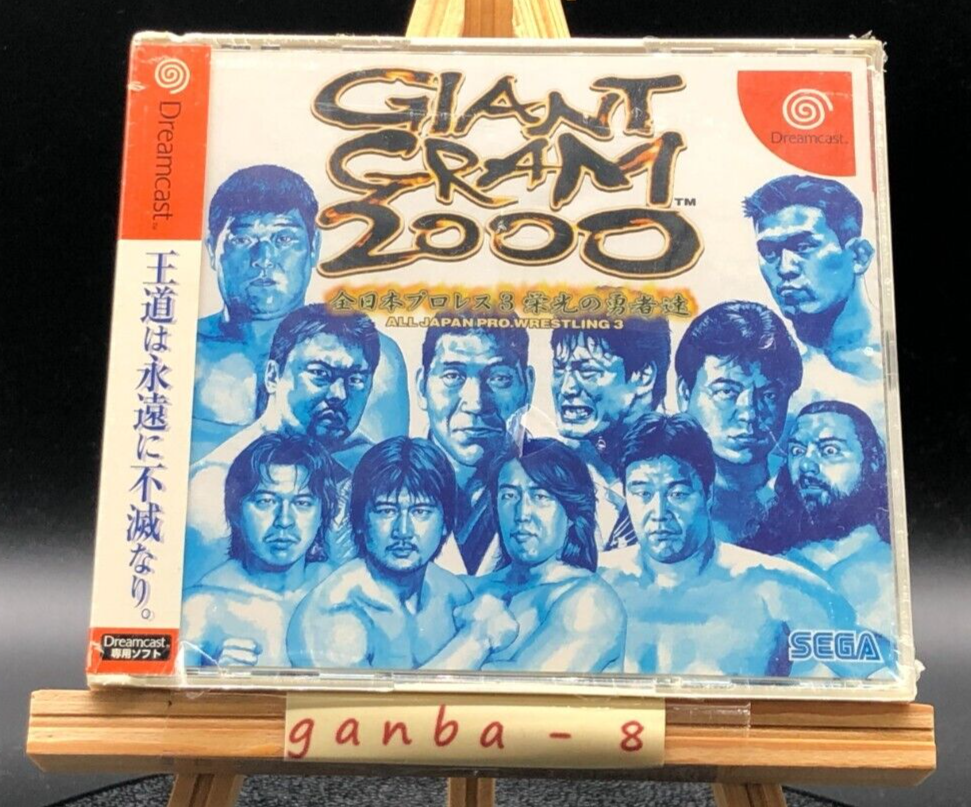 Dreamcast™
王道は永遠に不滅なり。
Dreamcast®
専用ソフト
GIANT
GRAM
2000™
全日本プロレス3 栄光の勇者達
ALL JAPAN PRO.WRESTLING 3
Dreamcast®
SEGA
ganba - 8